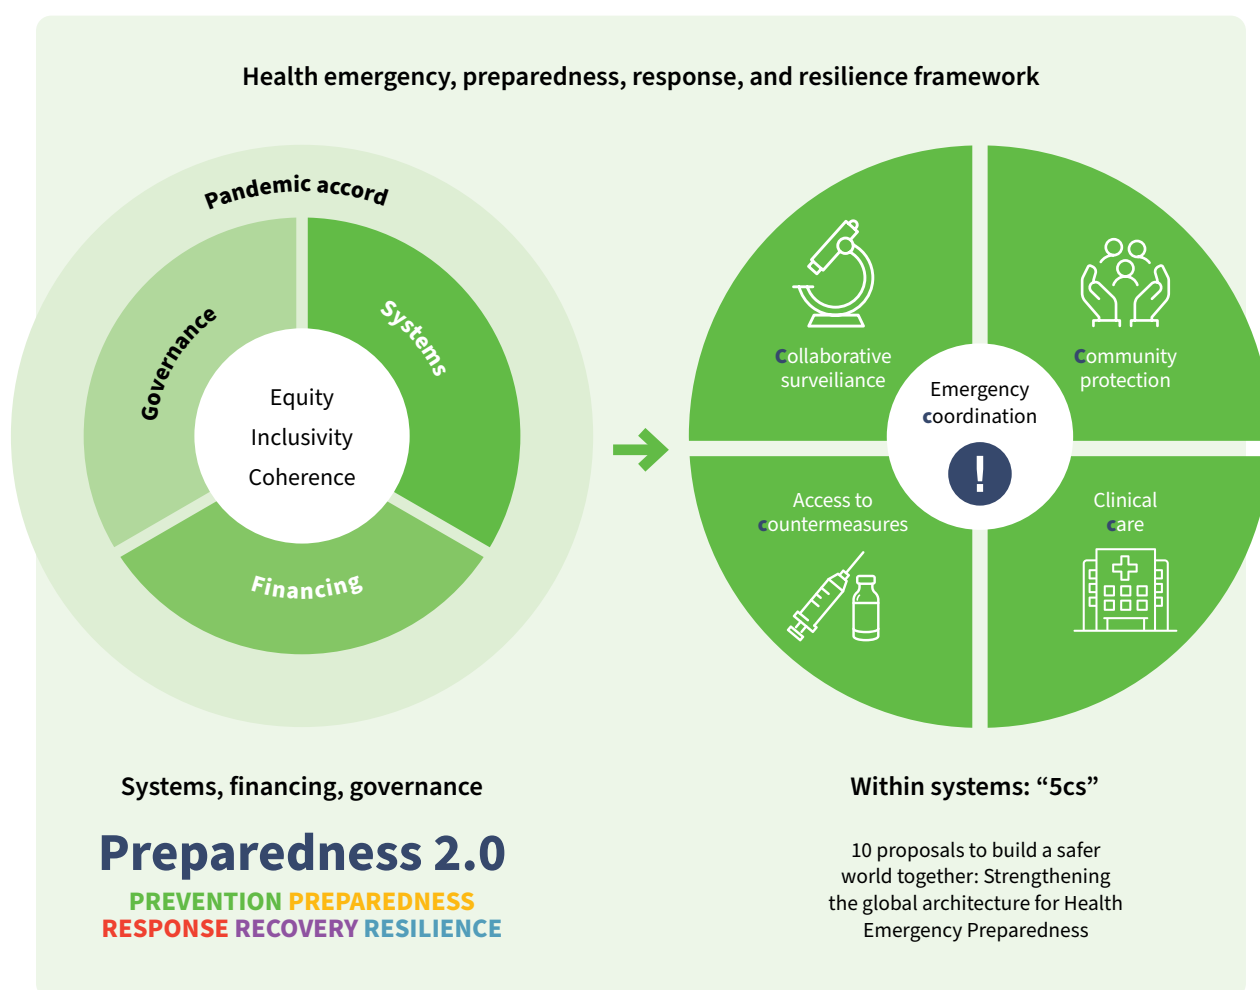 Health emergency, preparedness, response, and resilience framework
Pandemic accord
Governance
Systems
Financing
Equity
Inclusivity
Coherence
Collaborative
surveiliance
Community
protection
Emergency
coordination
!
Access to
countermeasures
Clinical
care
Systems, financing, governance
Preparedness 2.0
PREVENTION PREPAREDNESS
RESPONSE RECOVERY RESILIENCE
Within systems: “5cs”
10 proposals to build a safer
world together: Strengthening
the global architecture for Health
Emergency Preparedness